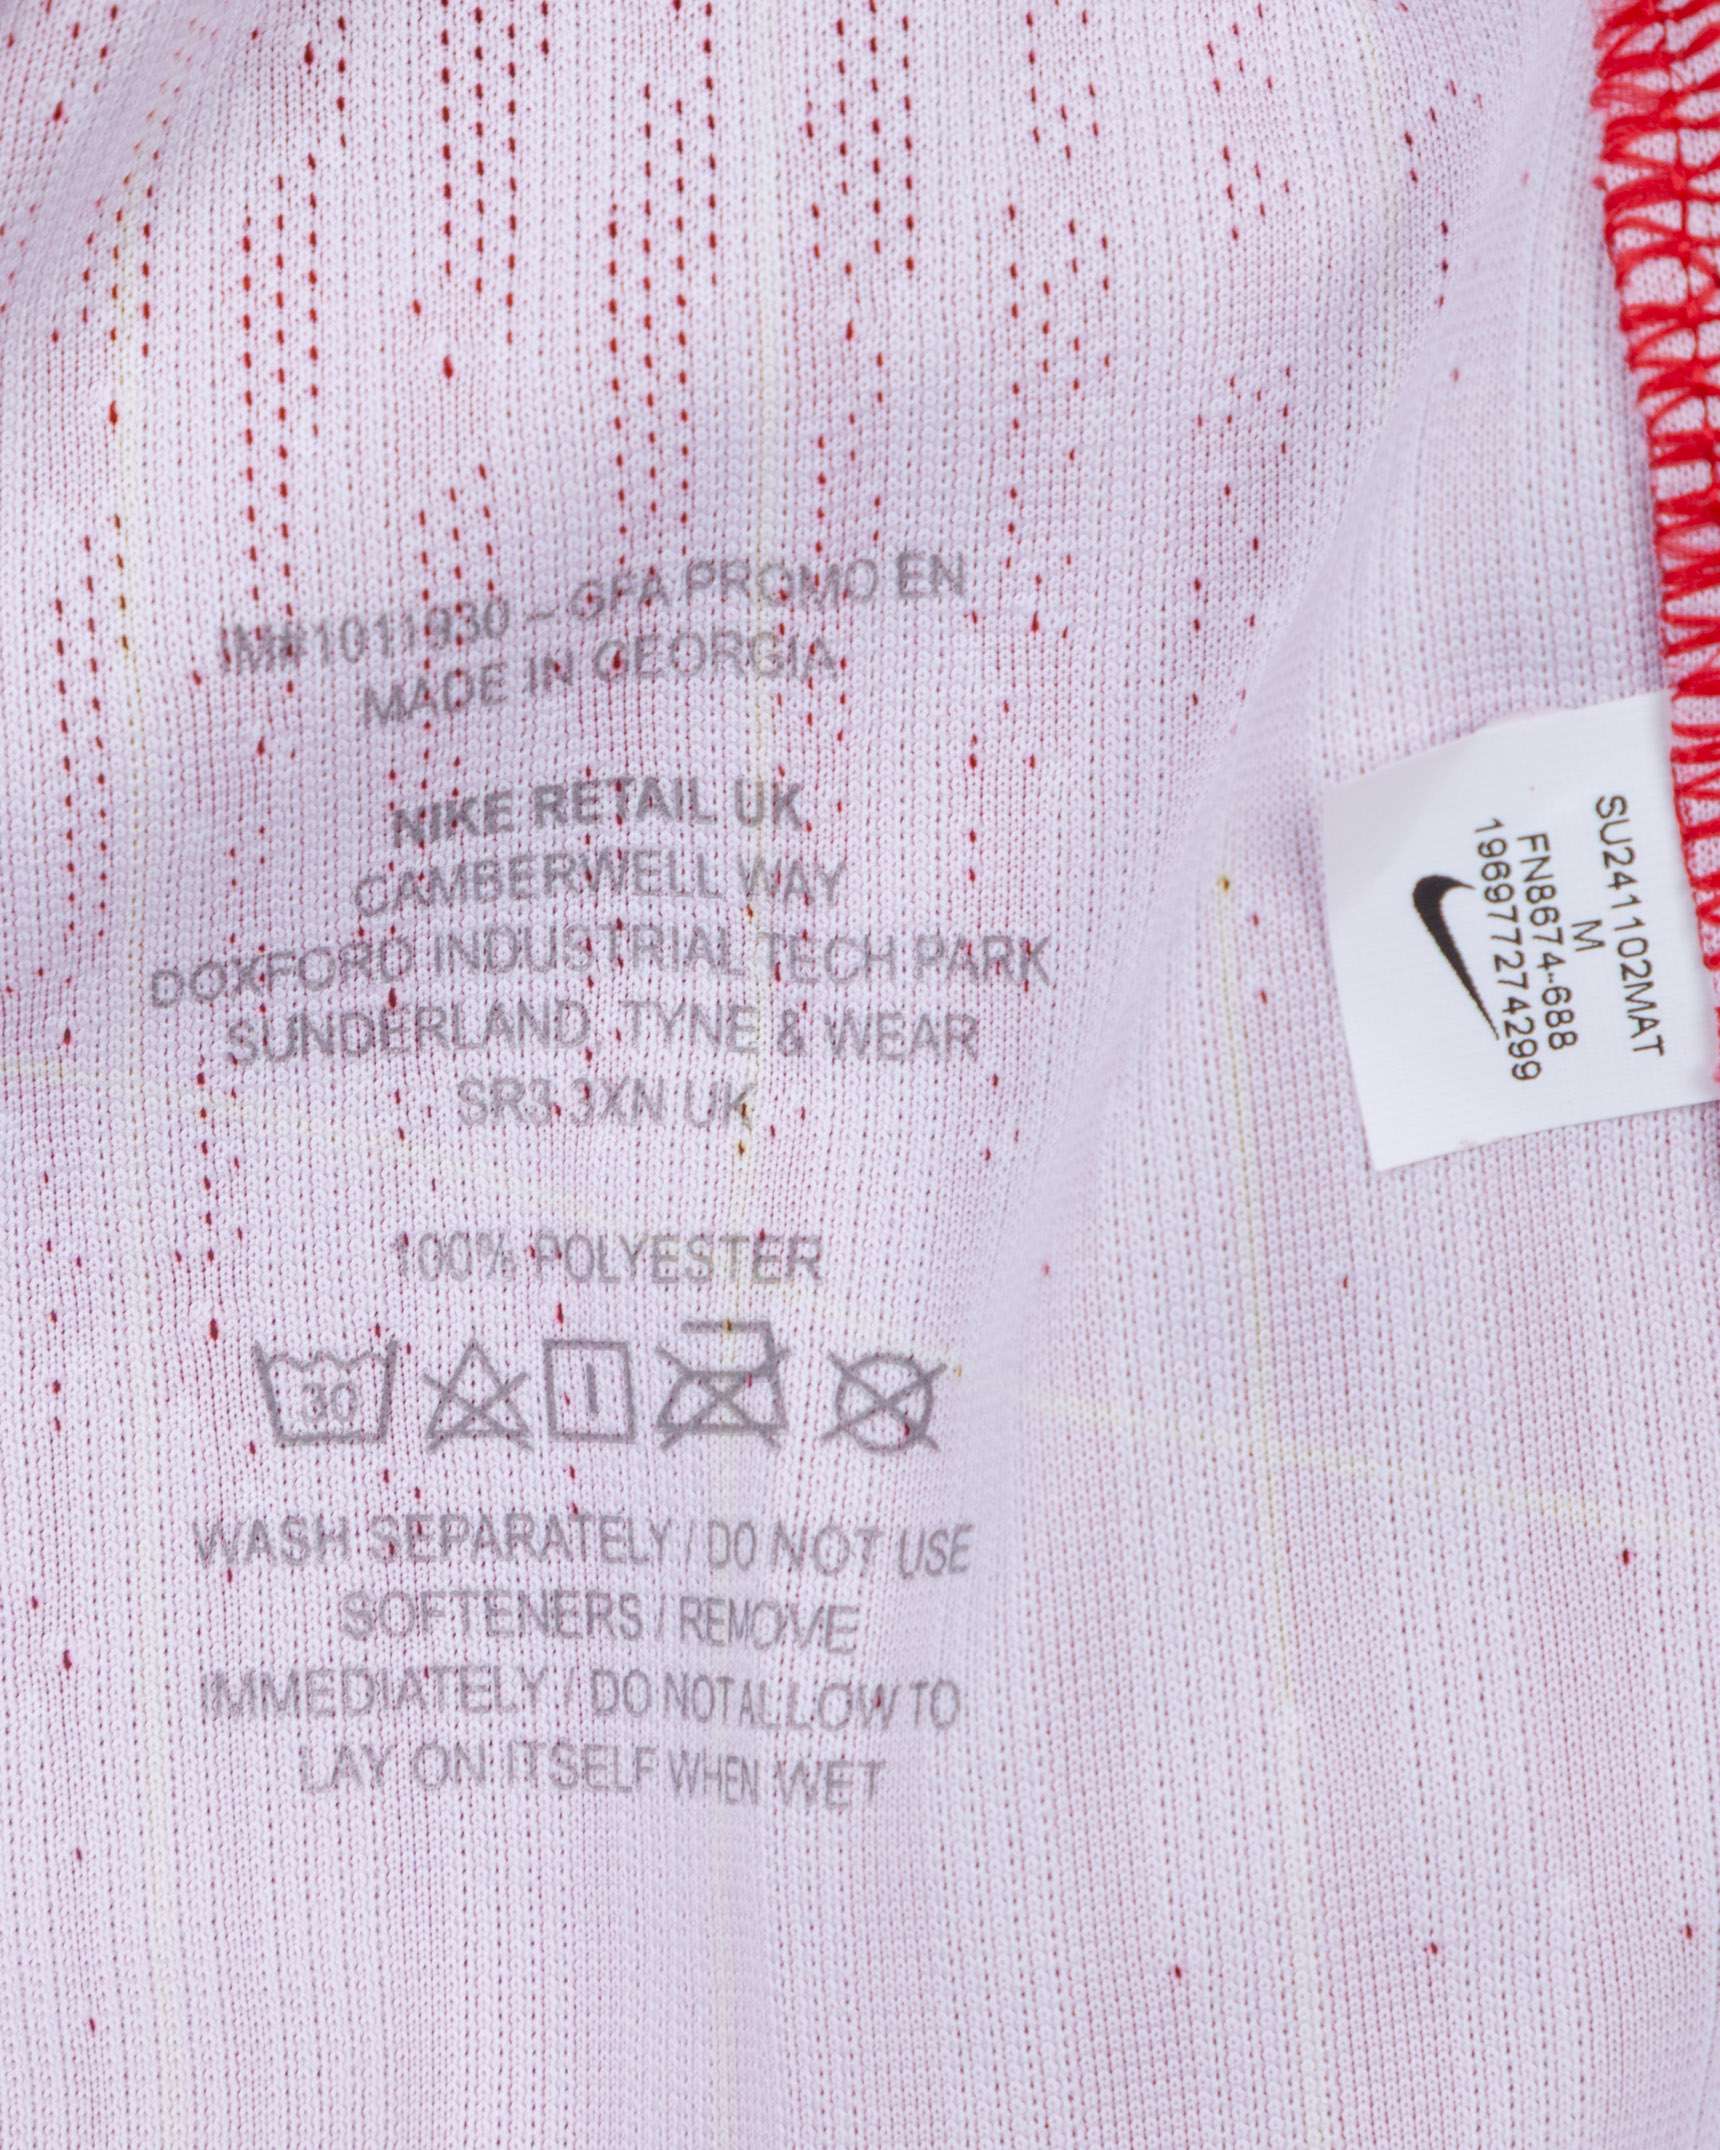 IM#1011930 – GFA PROMO EN
MADE IN GEORGIA
NIKE RETAIL UK
CAMBERWELL WAY
DOXFORD INDUSTRIAL TECH PARK
SUNDERLAND, TYNE & WEAR
SR3 3XN UK
100% POLYESTER
30
WASH SEPARATELY / DO NOT USE
SOFTENERS / REMOVE
IMMEDIATELY / DO NOT ALLOW TO
LAY ON ITSELF WHEN WET
SU241102MAT
M
FN8674-688
196977274299